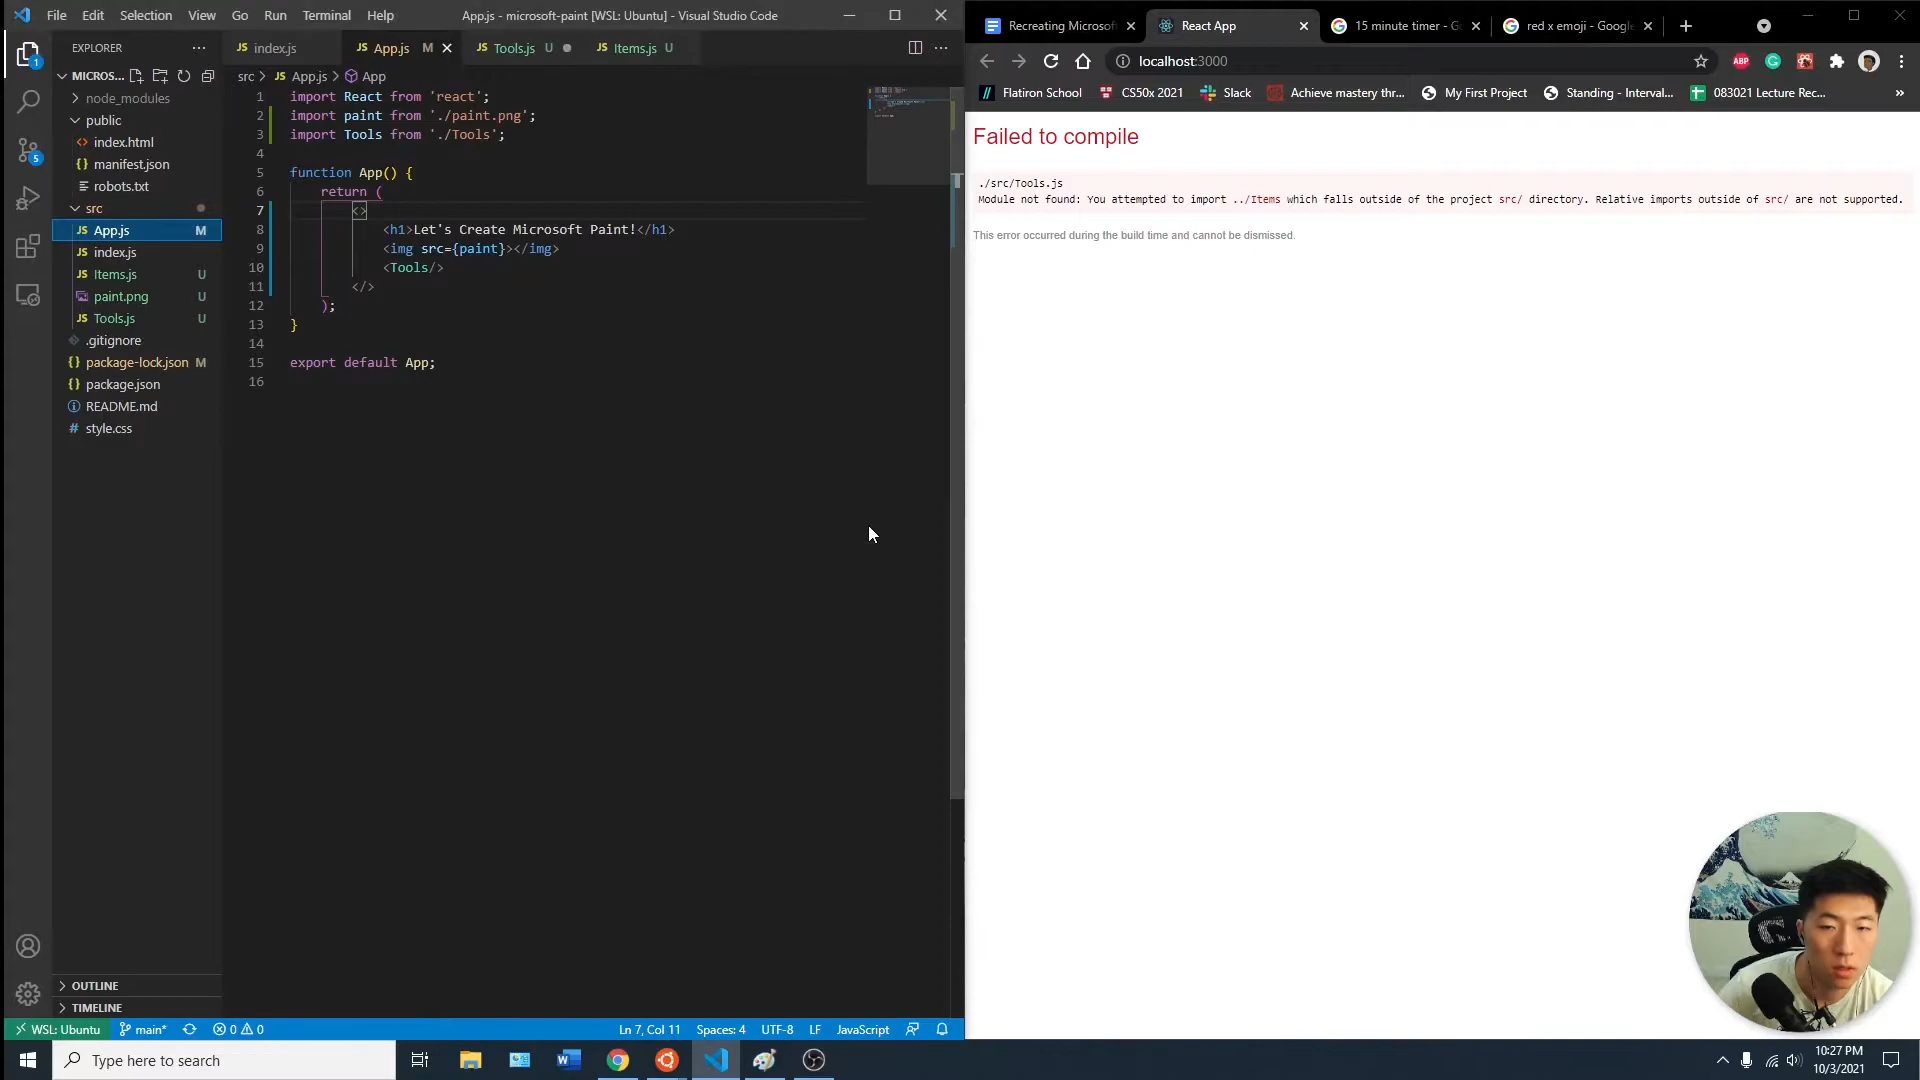 File Edit Selection View Go Run Terminal Help
App.js - microsoft-paint [WSL: Ubuntu] - Visual Studio Code
EXPLORER
MICROS...
node_modules
public
index.html
manifest.json
robots.txt
src
App.js M
index.js
Items.js U
paint.png U
Tools.js U
.gitignore
package-lock.json M
package.json
README.md
style.css
OUTLINE
TIMELINE
1
5
index.js App.js M Tools.js U Items.js U
src > App.js > App
1 import React from 'react';
2 import paint from './paint.png';
3 import Tools from './Tools';
4
5 function App() {
6 return (
7 <>
8 <h1>Let's Create Microsoft Paint!</h1>
9 <img src={paint}></img>
10 <Tools/>
11 </>
12 );
13 }
14
15 export default App;
16
WSL: Ubuntu main* 0 0 Ln 7, Col 11 Spaces: 4 UTF-8 LF JavaScript
Recreating Microsof React App 15 minute timer - G red x emoji - Google
localhost:3000
ABP
Flatiron School CS50x 2021 Slack Achieve mastery thr... My First Project Standing - Interval... 083021 Lecture Rec... »
Failed to compile
./src/Tools.js
Module not found: You attempted to import ../Items which falls outside of the project src/ directory. Relative imports outside of src/ are not supported.
This error occurred during the build time and cannot be dismissed.
Type here to search
10:27 PM
10/3/2021